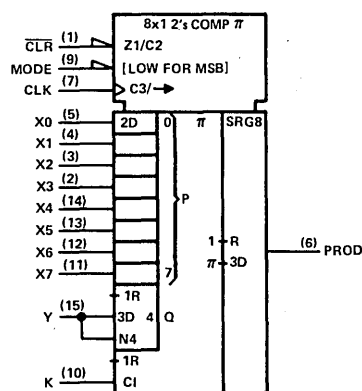 8x1 2's COMP π
CLR (1) Z1/C2
MODE (9) [LOW FOR MSB]
CLK (7) C3/→
X0 (5) 2D 0 π SRG8
X1 (4)
X2 (3)
X3 (2)
X4 (14) P
X5 (13)
X6 (12) 1 R
(6) PROD
X7 (11) 7 π 3D
1R
Y (15) 3D 4 Q
N4
1R
K (10) CI